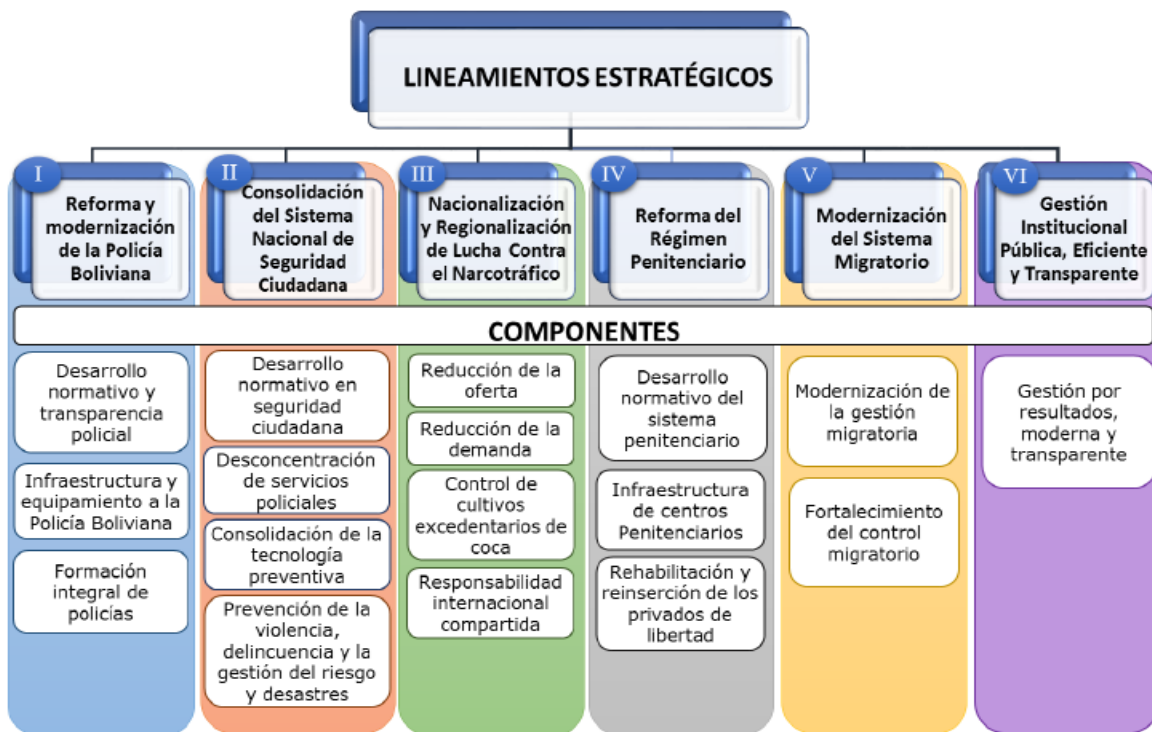 LINEAMIENTOS ESTRATÉGICOS
I
Reforma y
modernización
de la Policía
Boliviana
II
Consolidación
del Sistema
Nacional de
Seguridad
Ciudadana
III
Nacionalización
y Regionalización
de Lucha Contra
el Narcotráfico
IV
Reforma del
Régimen
Penitenciario
V
Modernización
del Sistema
Migratorio
VI
Gestión
Institucional
Pública, Eficiente
y Transparente
COMPONENTES
Desarrollo
normativo y
transparencia
policial
Infraestructura y
equipamiento a la
Policía Boliviana
Formación
integral de
policías
Desarrollo
normativo en
seguridad
ciudadana
Desconcentración
de servicios
policiales
Consolidación de la
tecnología
preventiva
Prevención de la
violencia,
delincuencia y la
gestión del riesgo
y desastres
Reducción de la
oferta
Reducción de la
demanda
Control de
cultivos
excedentarios de
coca
Responsabilidad
internacional
compartida
Desarrollo
normativo del
sistema
penitenciario
Infraestructura
de centros
Penitenciarios
Rehabilitación y
reinserción de los
privados de
libertad
Modernización de
la gestión
migratoria
Fortalecimiento
del control
migratorio
Gestión por
resultados,
moderna y
transparente